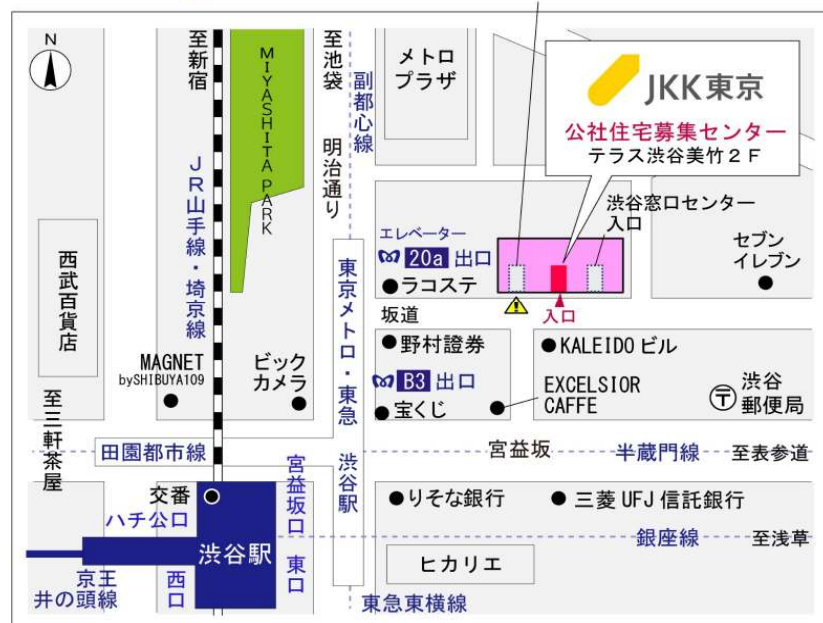 N
至新宿
MIYASHITA PARK
至池袋
副都心線
明治通り
メトロ
プラザ
JKK東京
公社住宅募集センター
テラス渋谷美竹2F
渋谷窓口センター
入口
セブン
イレブン
JR山手線・埼京線
西武百貨店
エレベーター
20a 出口
ラコステ
入口
坂道
東京メトロ・東急 渋谷駅
MAGNET
bySHIBUYA109
ビック
カメラ
野村證券
KALEIDO ビル
B3 出口
宝くじ
EXCELSIOR
CAFFE
渋谷
郵便局
至三軒茶屋
田園都市線
宮益坂
半蔵門線
至表参道
交番
ハチ公口
宮益坂口
りそな銀行
三菱 UFJ 信託銀行
渋谷駅
銀座線
至浅草
京王
井の頭線
西口
東口
ヒカリエ
東急東横線